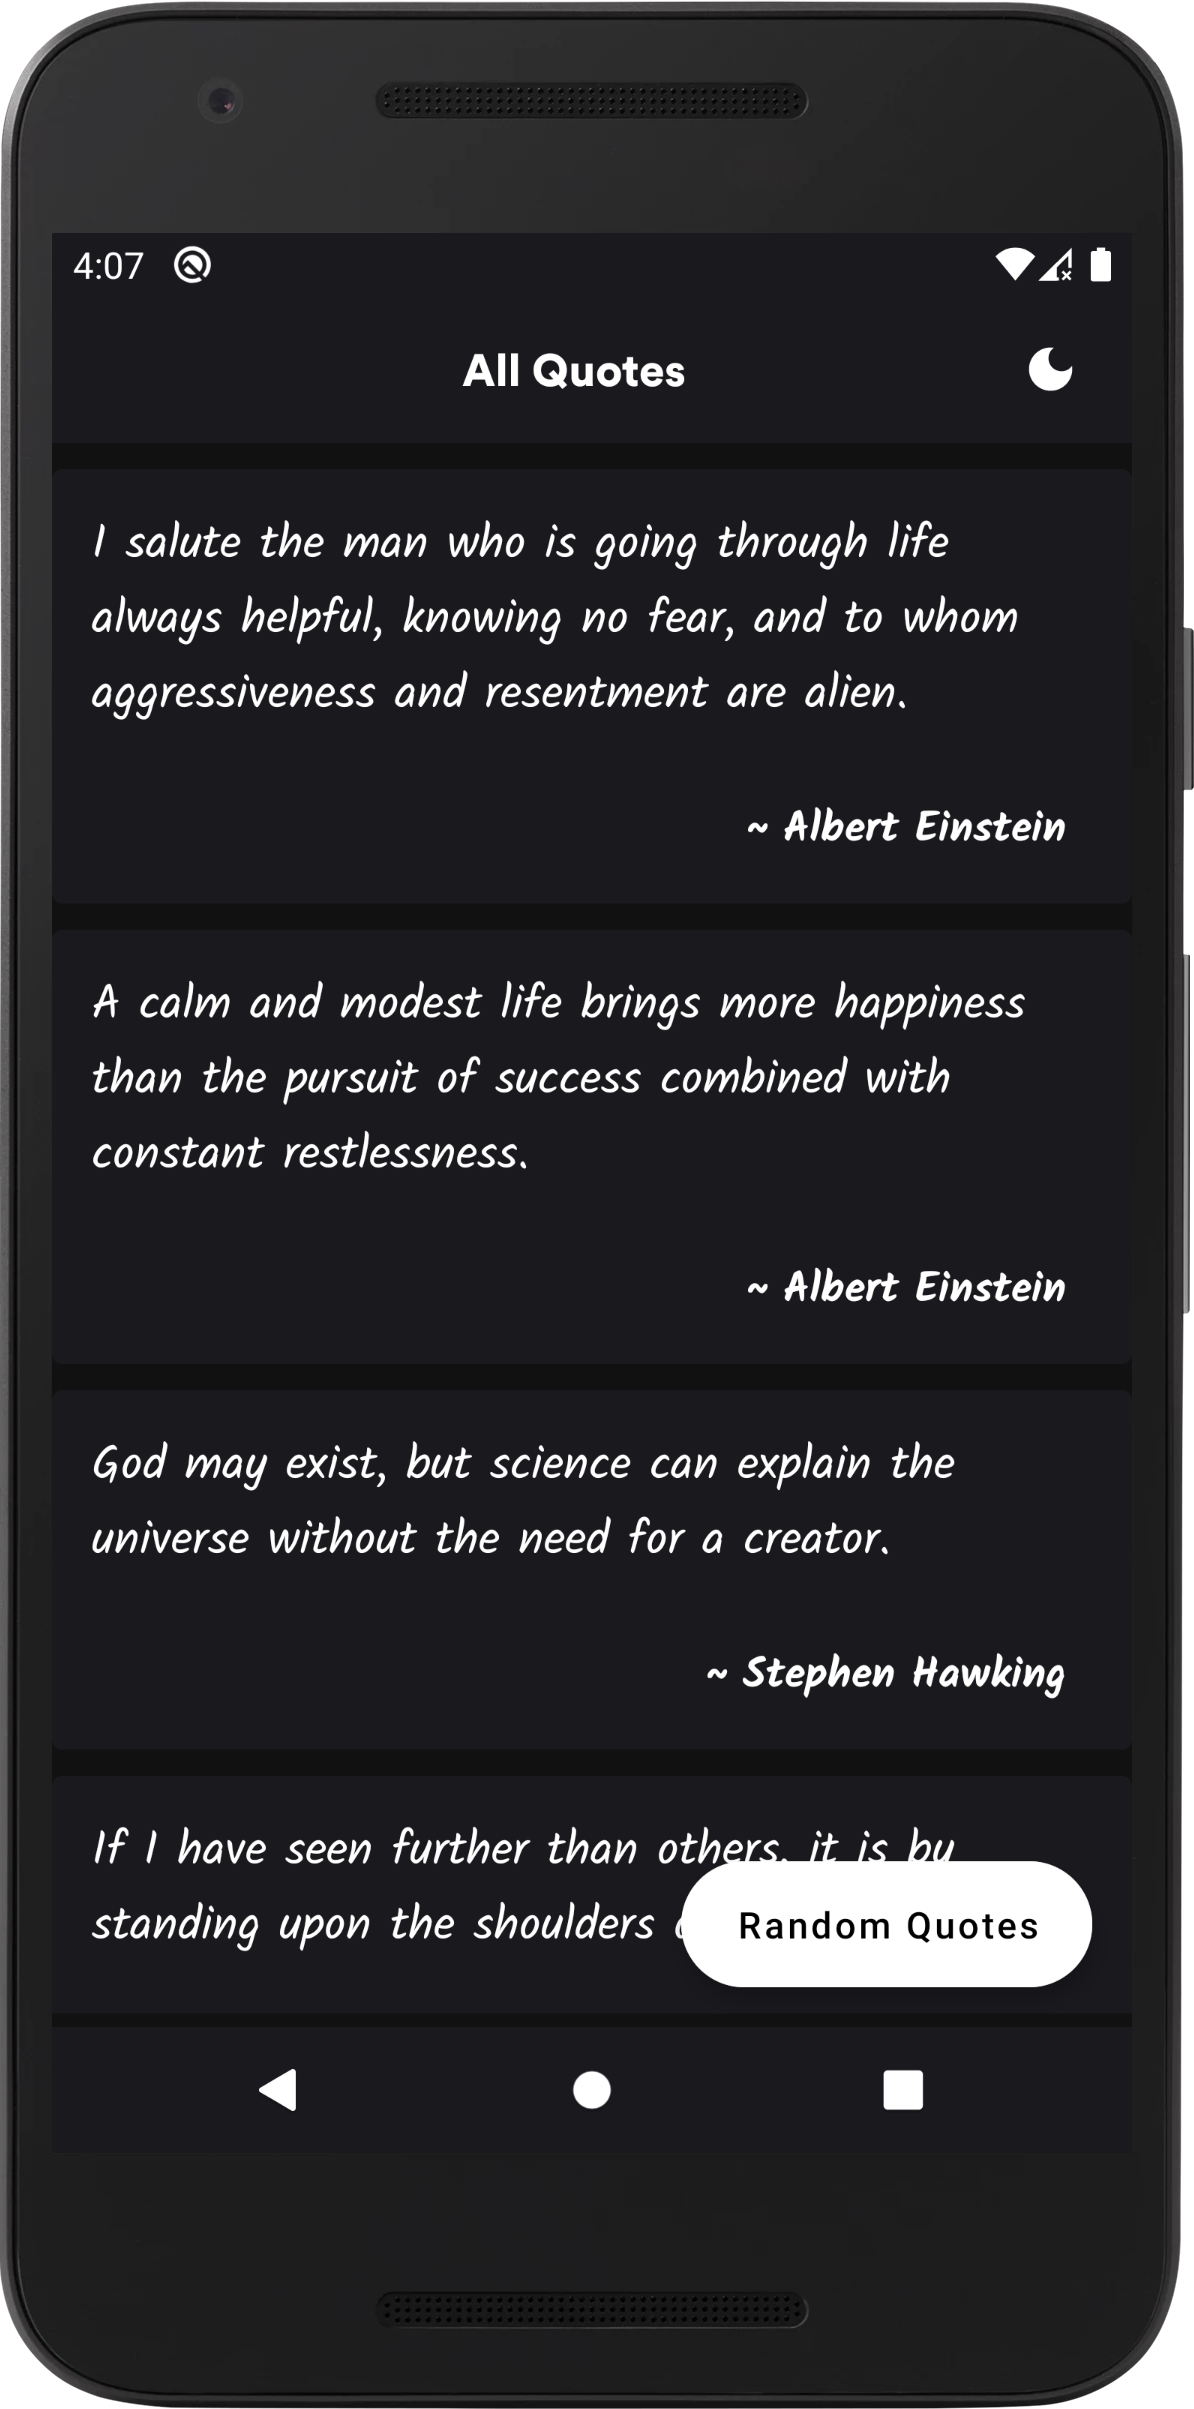 4:07
All Quotes
I salute the man who is going through life
always helpful, knowing no fear, and to whom
aggressiveness and resentment are alien.
~ Albert Einstein
A calm and modest life brings more happiness
than the pursuit of success combined with
constant restlessness.
~ Albert Einstein
God may exist, but science can explain the
universe without the need for a creator.
~ Stephen Hawking
If I have seen further than others, it is by
standing upon the shoulders
Random Quotes